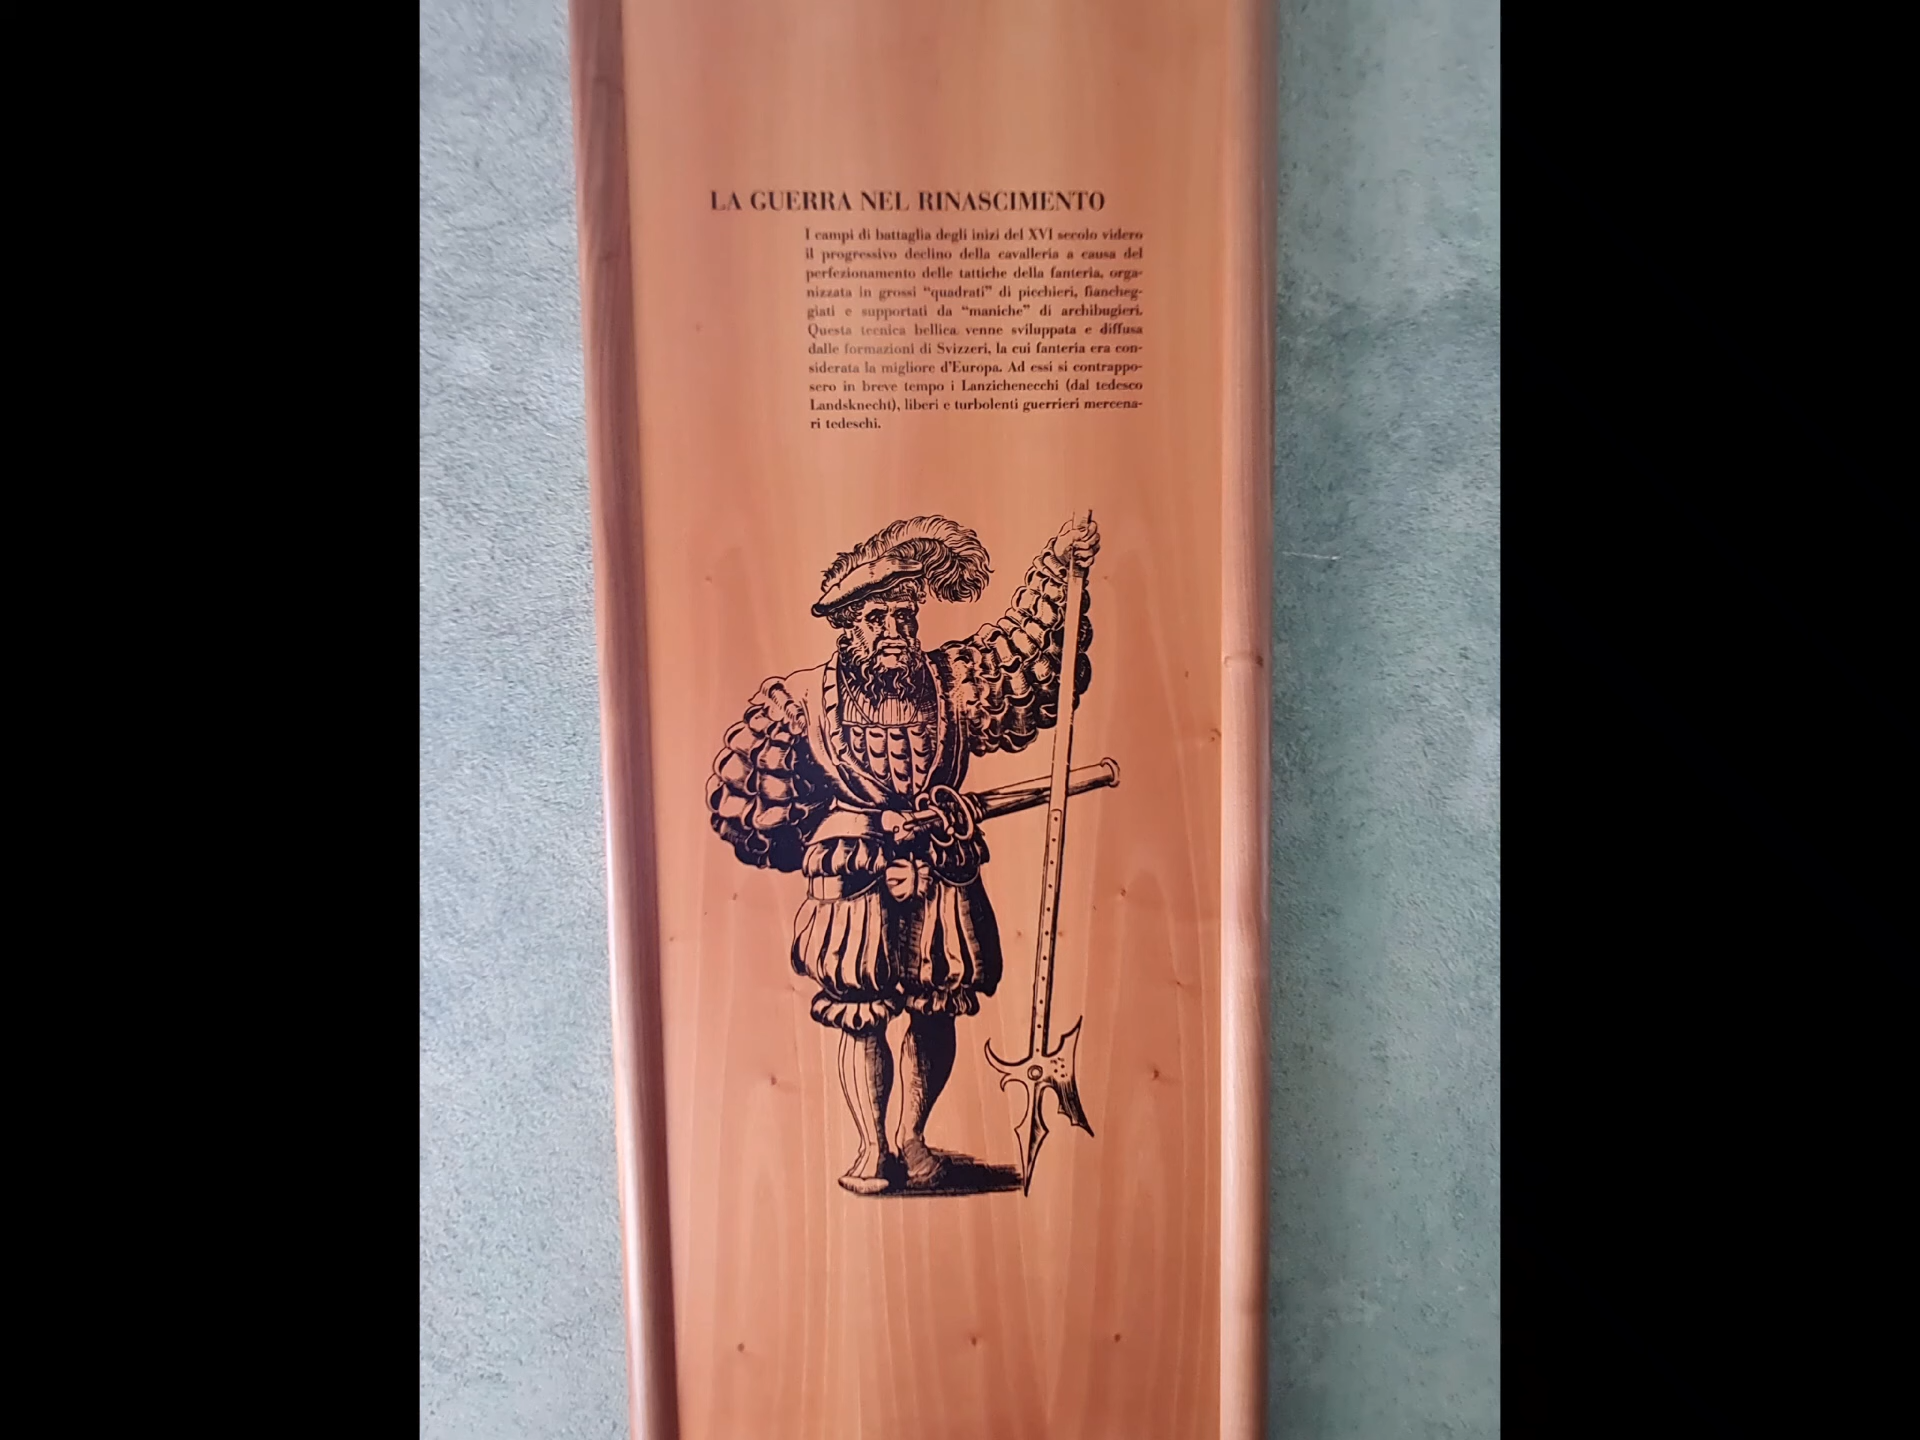 LA GUERRA NEL RINASCIMENTO
I campi di battaglia degli inizi del XVI secolo videro
il progressivo declino della cavalleria a causa del
perfezionamento delle tattiche della fanteria, orga-
nizzata in grossi “quadrati” di picchieri, fiancheg-
giati e supportati da “maniche” di archibugieri.
Questa tecnica bellica venne sviluppata e diffusa
dalle formazioni di Svizzeri, la cui fanteria era con-
siderata la migliore d'Europa. Ad essi si contrappo-
sero in breve tempo i Lanzichenecchi (dal tedesco
Landsknecht), liberi e turbolenti guerrieri mercena-
ri tedeschi.